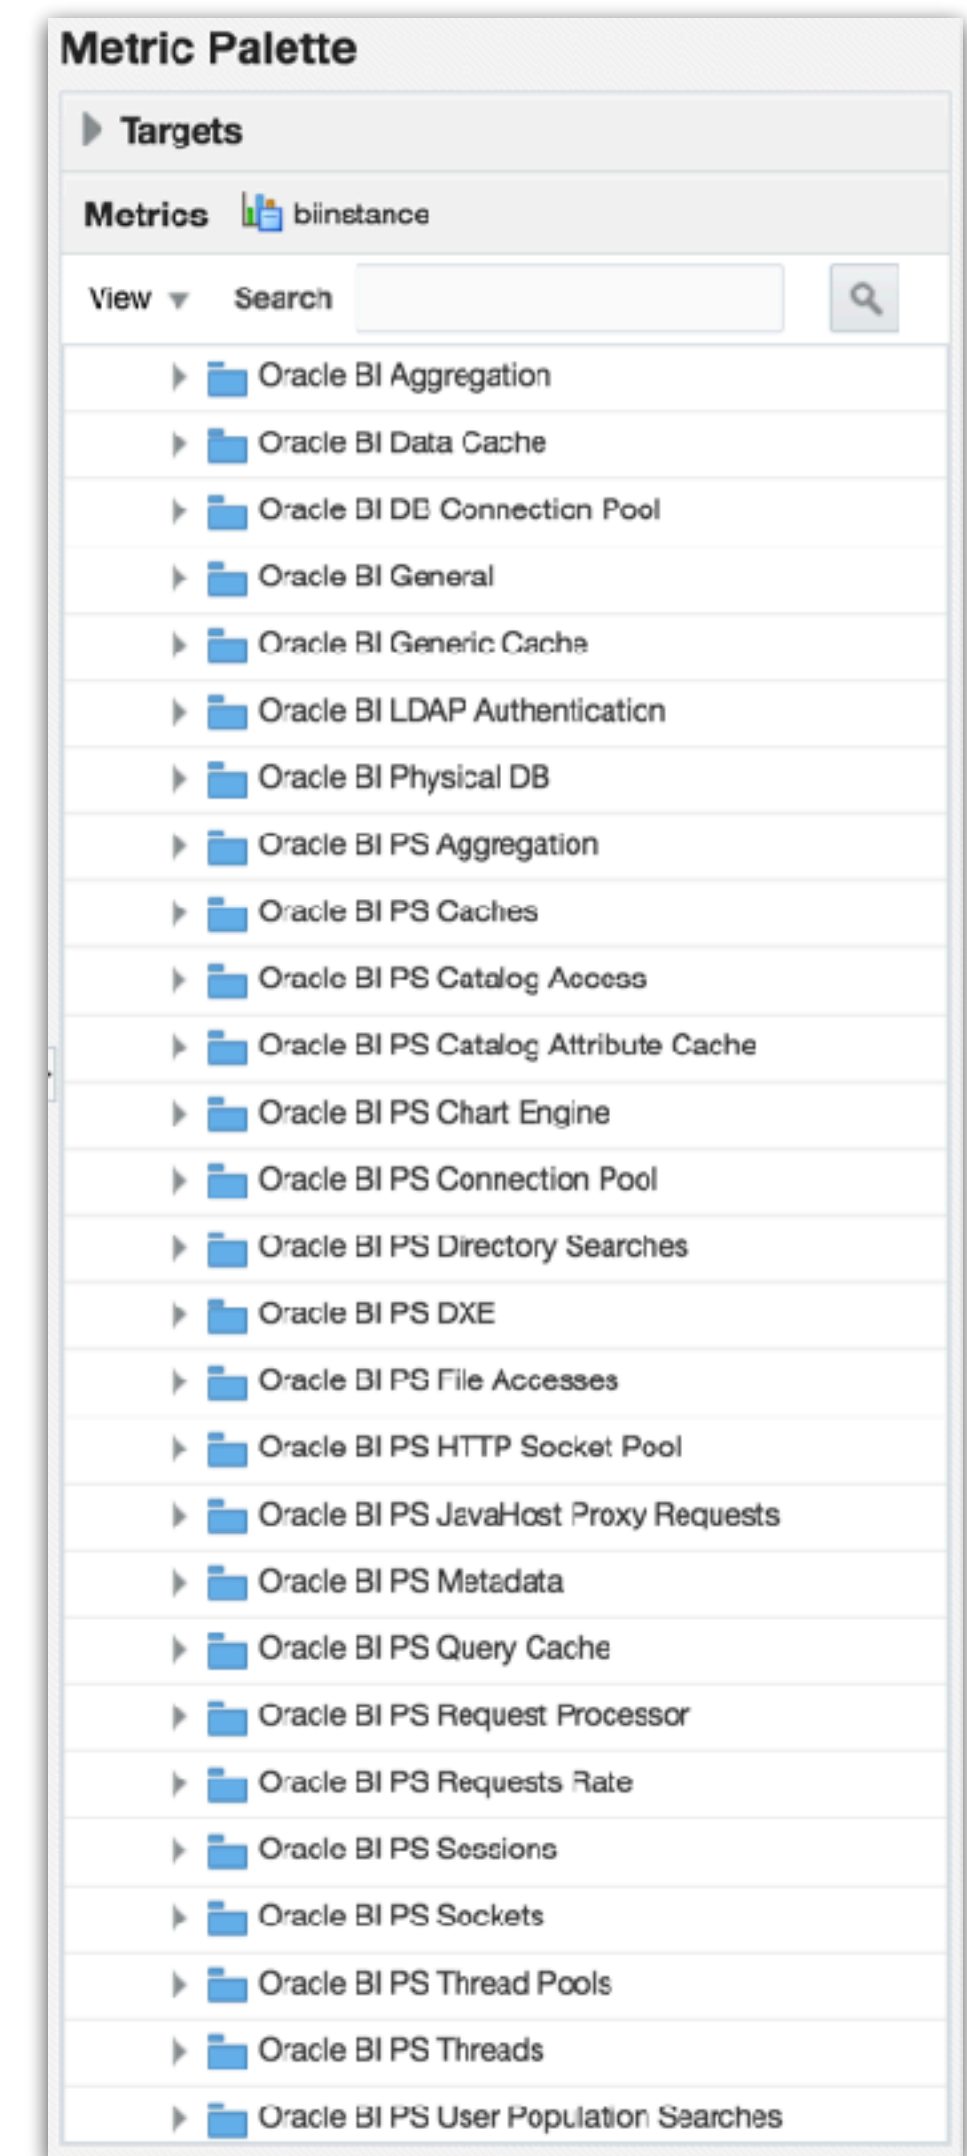 Metric Palette
Targets
Metrics biinstance
View Search
Oracle BI Aggregation
Oracle BI Data Cache
Oracle BI DB Connection Pool
Oracle BI General
Oracle BI Generic Cache
Oracle BI LDAP Authentication
Oracle BI Physical DB
Oracle BI PS Aggregation
Oracle BI PS Caches
Oracle BI PS Catalog Access
Oracle BI PS Catalog Attribute Cache
Oracle BI PS Chart Engine
Oracle BI PS Connection Pool
Oracle BI PS Directory Searches
Oracle BI PS DXE
Oracle BI PS File Accesses
Oracle BI PS HTTP Socket Pool
Oracle BI PS JavaHost Proxy Requests
Oracle BI PS Metadata
Oracle BI PS Query Cache
Oracle BI PS Request Processor
Oracle BI PS Requests Rate
Oracle BI PS Sessions
Oracle BI PS Sockets
Oracle BI PS Thread Pools
Oracle BI PS Threads
Oracle BI PS User Population Searches